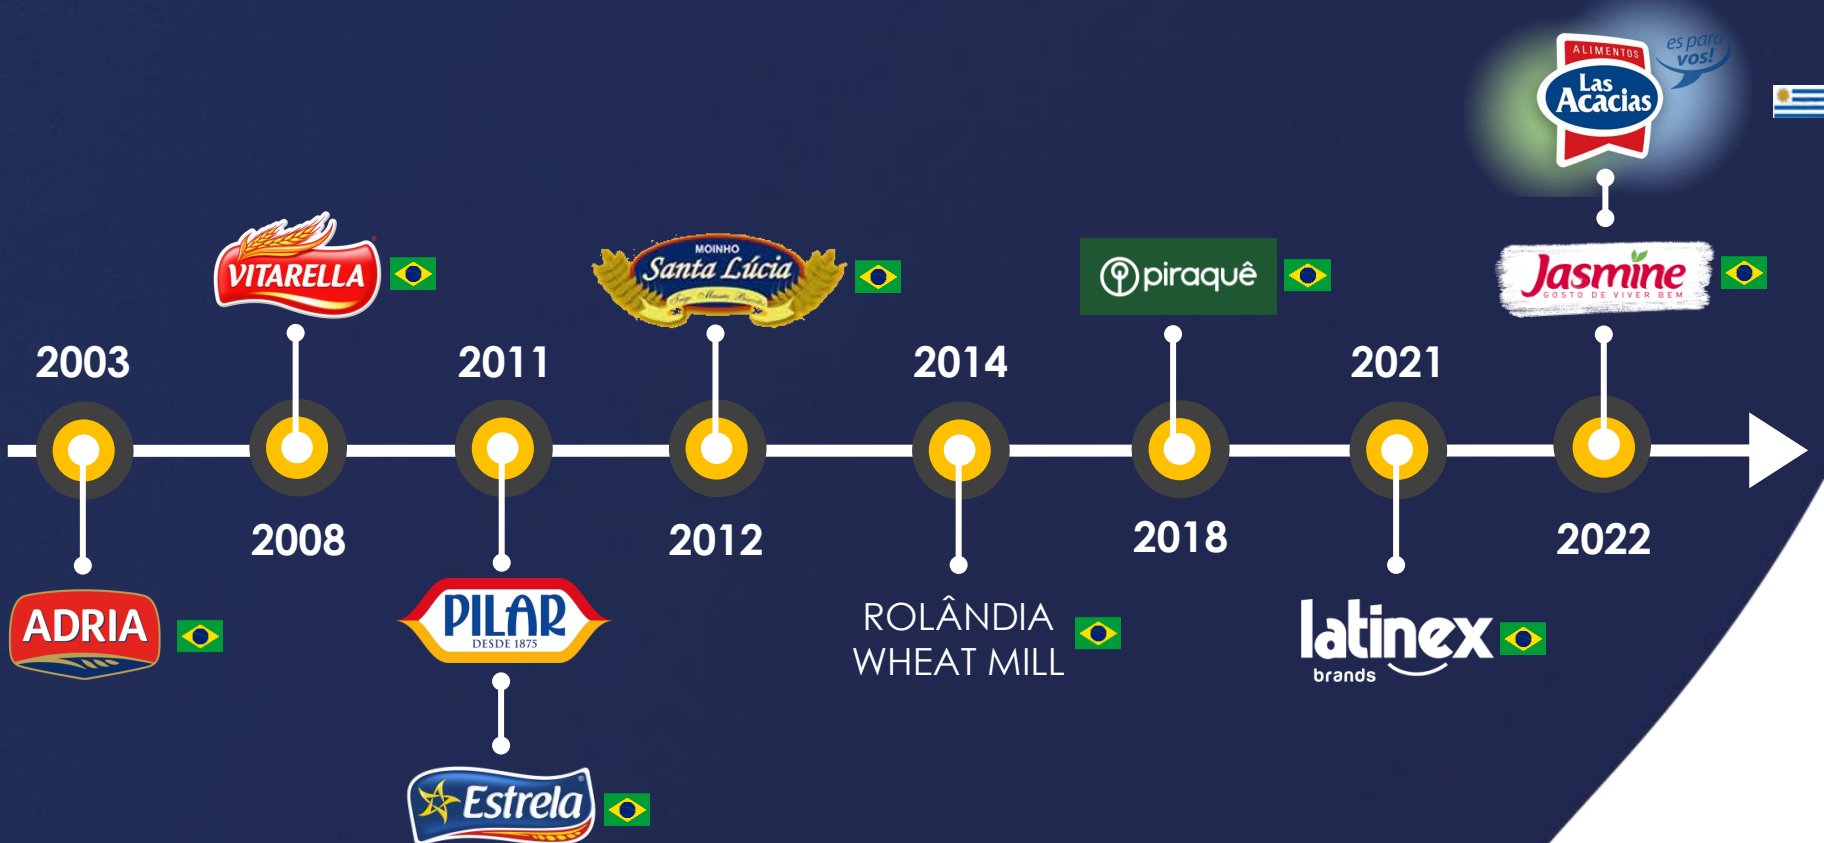 ALIMENTOS
Las
Acacias
es para
vos!
VITARELLA
MOINHO
Santa Lúcia
piraquê
Jasmine
GOSTO DE VIVER BEM
2003
2011
2014
2021
2008
2012
2018
2022
ADRIA
PILAR
DESDE 1875
ROLÂNDIA
WHEAT MILL
latinex
brands
Estrela